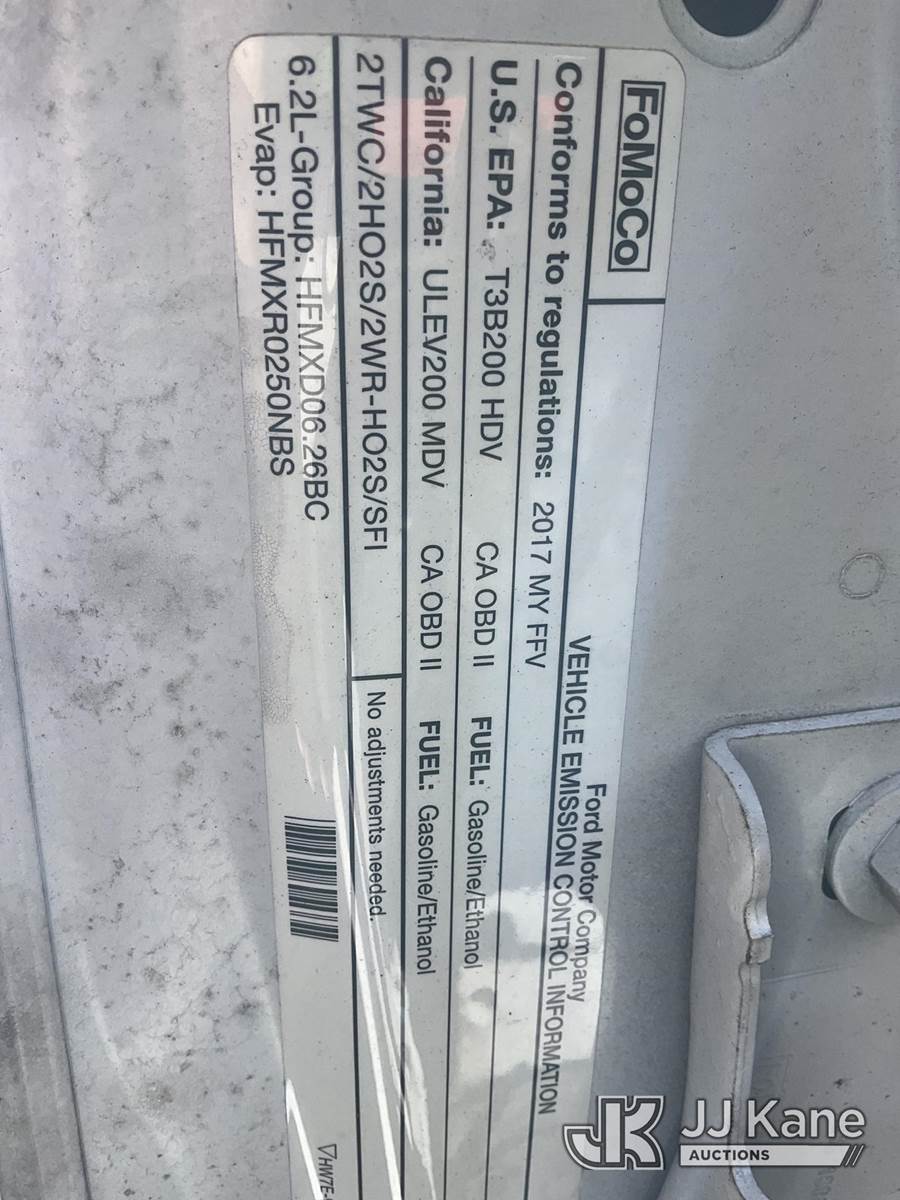 FoMoCo
Ford Motor Company
VEHICLE EMISSION CONTROL INFORMATION
Conforms to regulations: 2017 MY FFV
U.S. EPA: T3B200 HDV CA OBD II FUEL: Gasoline/Ethanol
California: ULEV200 MDV CA OBD II FUEL: Gasoline/Ethanol
2TWC/2HO2S/2WR-HO2S/SFI
No adjustments needed.
6.2L-Group: HFMXD06.26BC
Evap: HFMXR0250NBS
JK JJ Kane
AUCTIONS